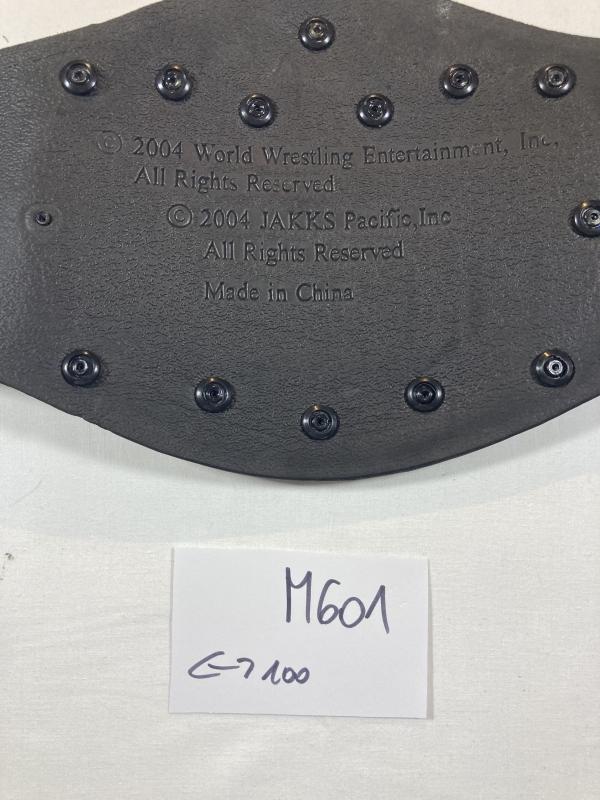 © 2004 World Wrestling Entertainment, Inc,
All Rights Reserved
© 2004 JAKKS Pacific,Inc
All Rights Reserved
Made in China
M601
<-> 100